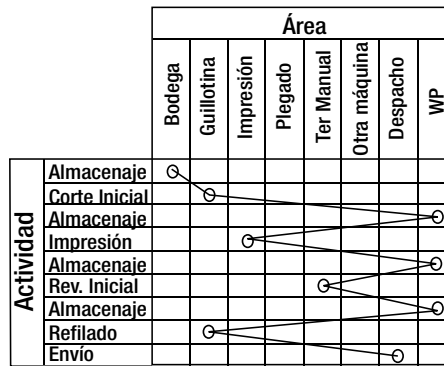 Área
Bodega
Guillotina
Impresión
Plegado
Ter Manual
Otra máquina
Despacho
WP
Actividad
Almacenaje
Corte Inicial
Almacenaje
Impresión
Almacenaje
Rev. Inicial
Almacenaje
Refilado
Envío